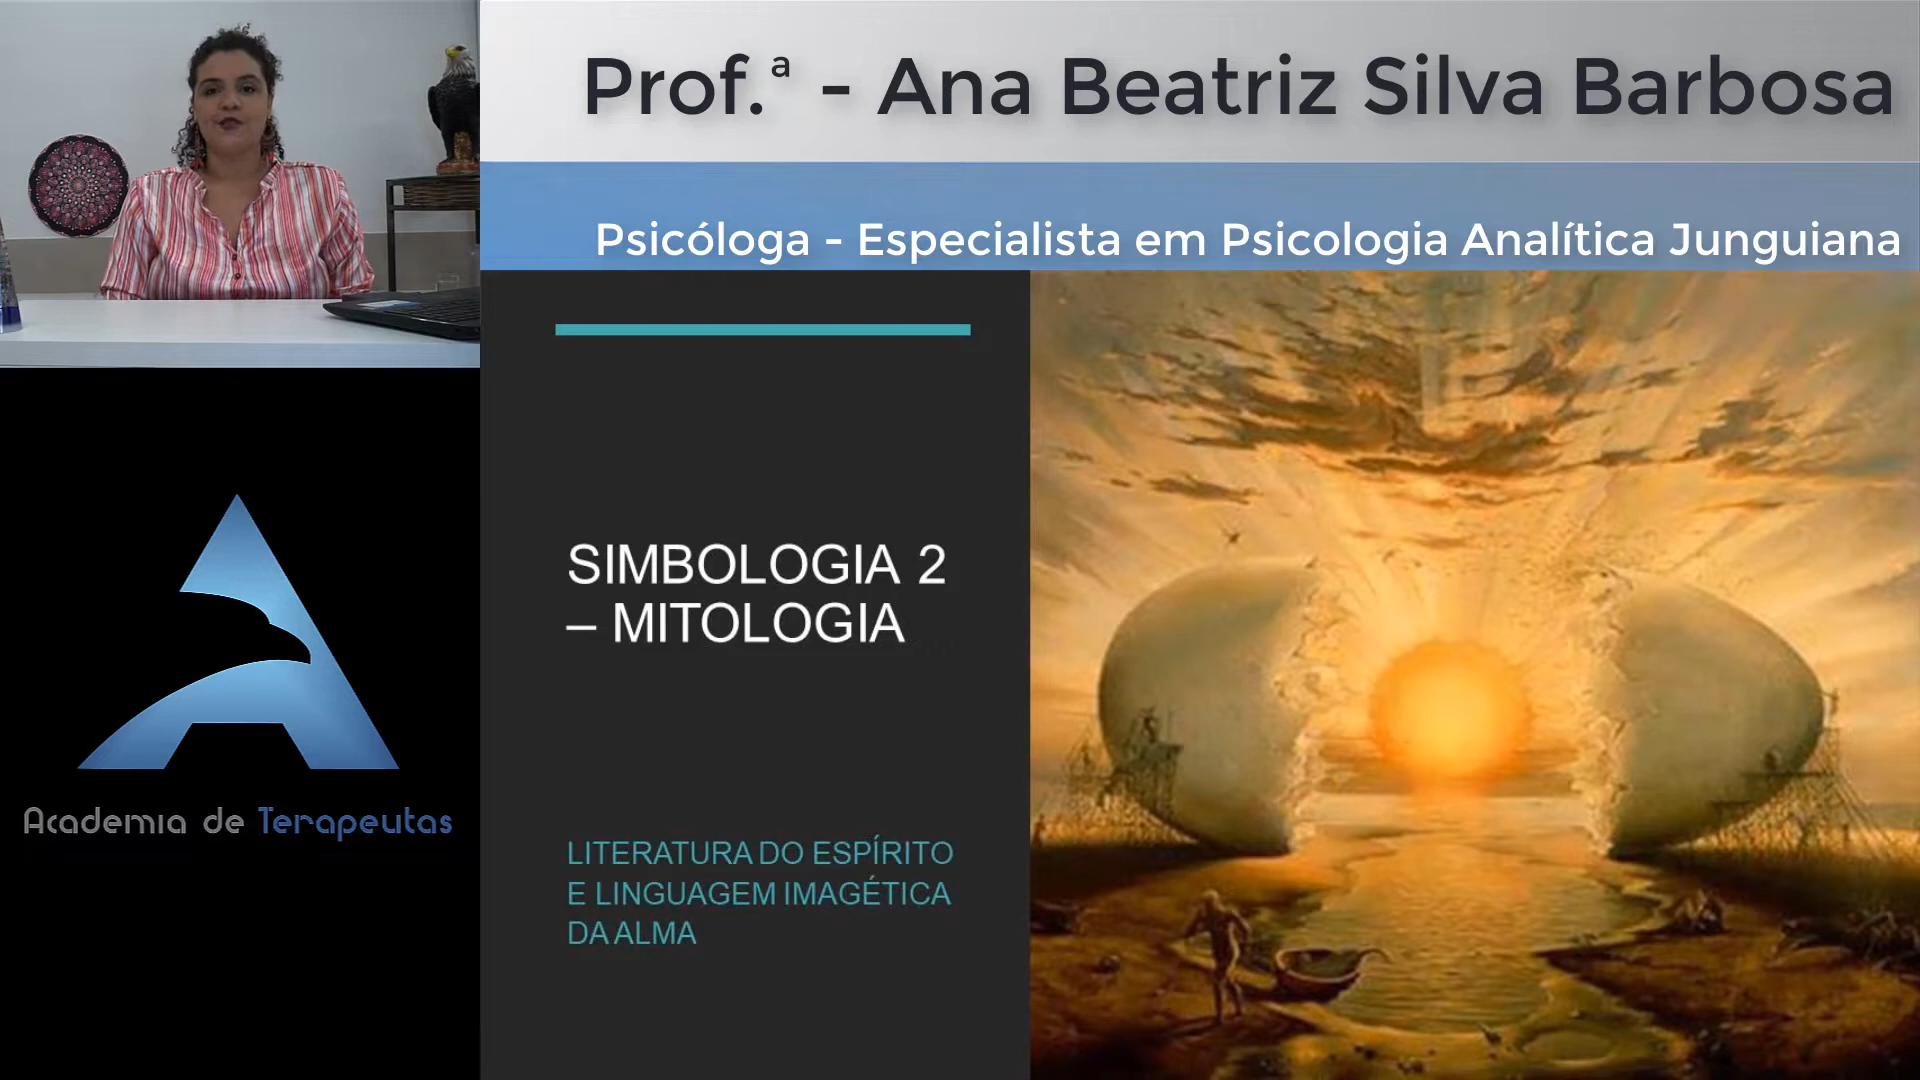 Prof.ª - Ana Beatriz Silva Barbosa
Psicóloga - Especialista em Psicologia Analítica Junguiana
SIMBOLOGIA 2
– MITOLOGIA
LITERATURA DO ESPÍRITO
E LINGUAGEM IMAGÉTICA
DA ALMA
Academia de Terapeutas